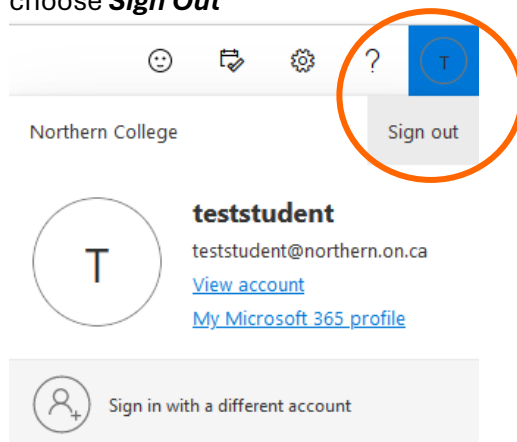 choose Sign Out
? T
Northern College Sign out
T
teststudent
teststudent@northern.on.ca
View account
My Microsoft 365 profile
Sign in with a different account